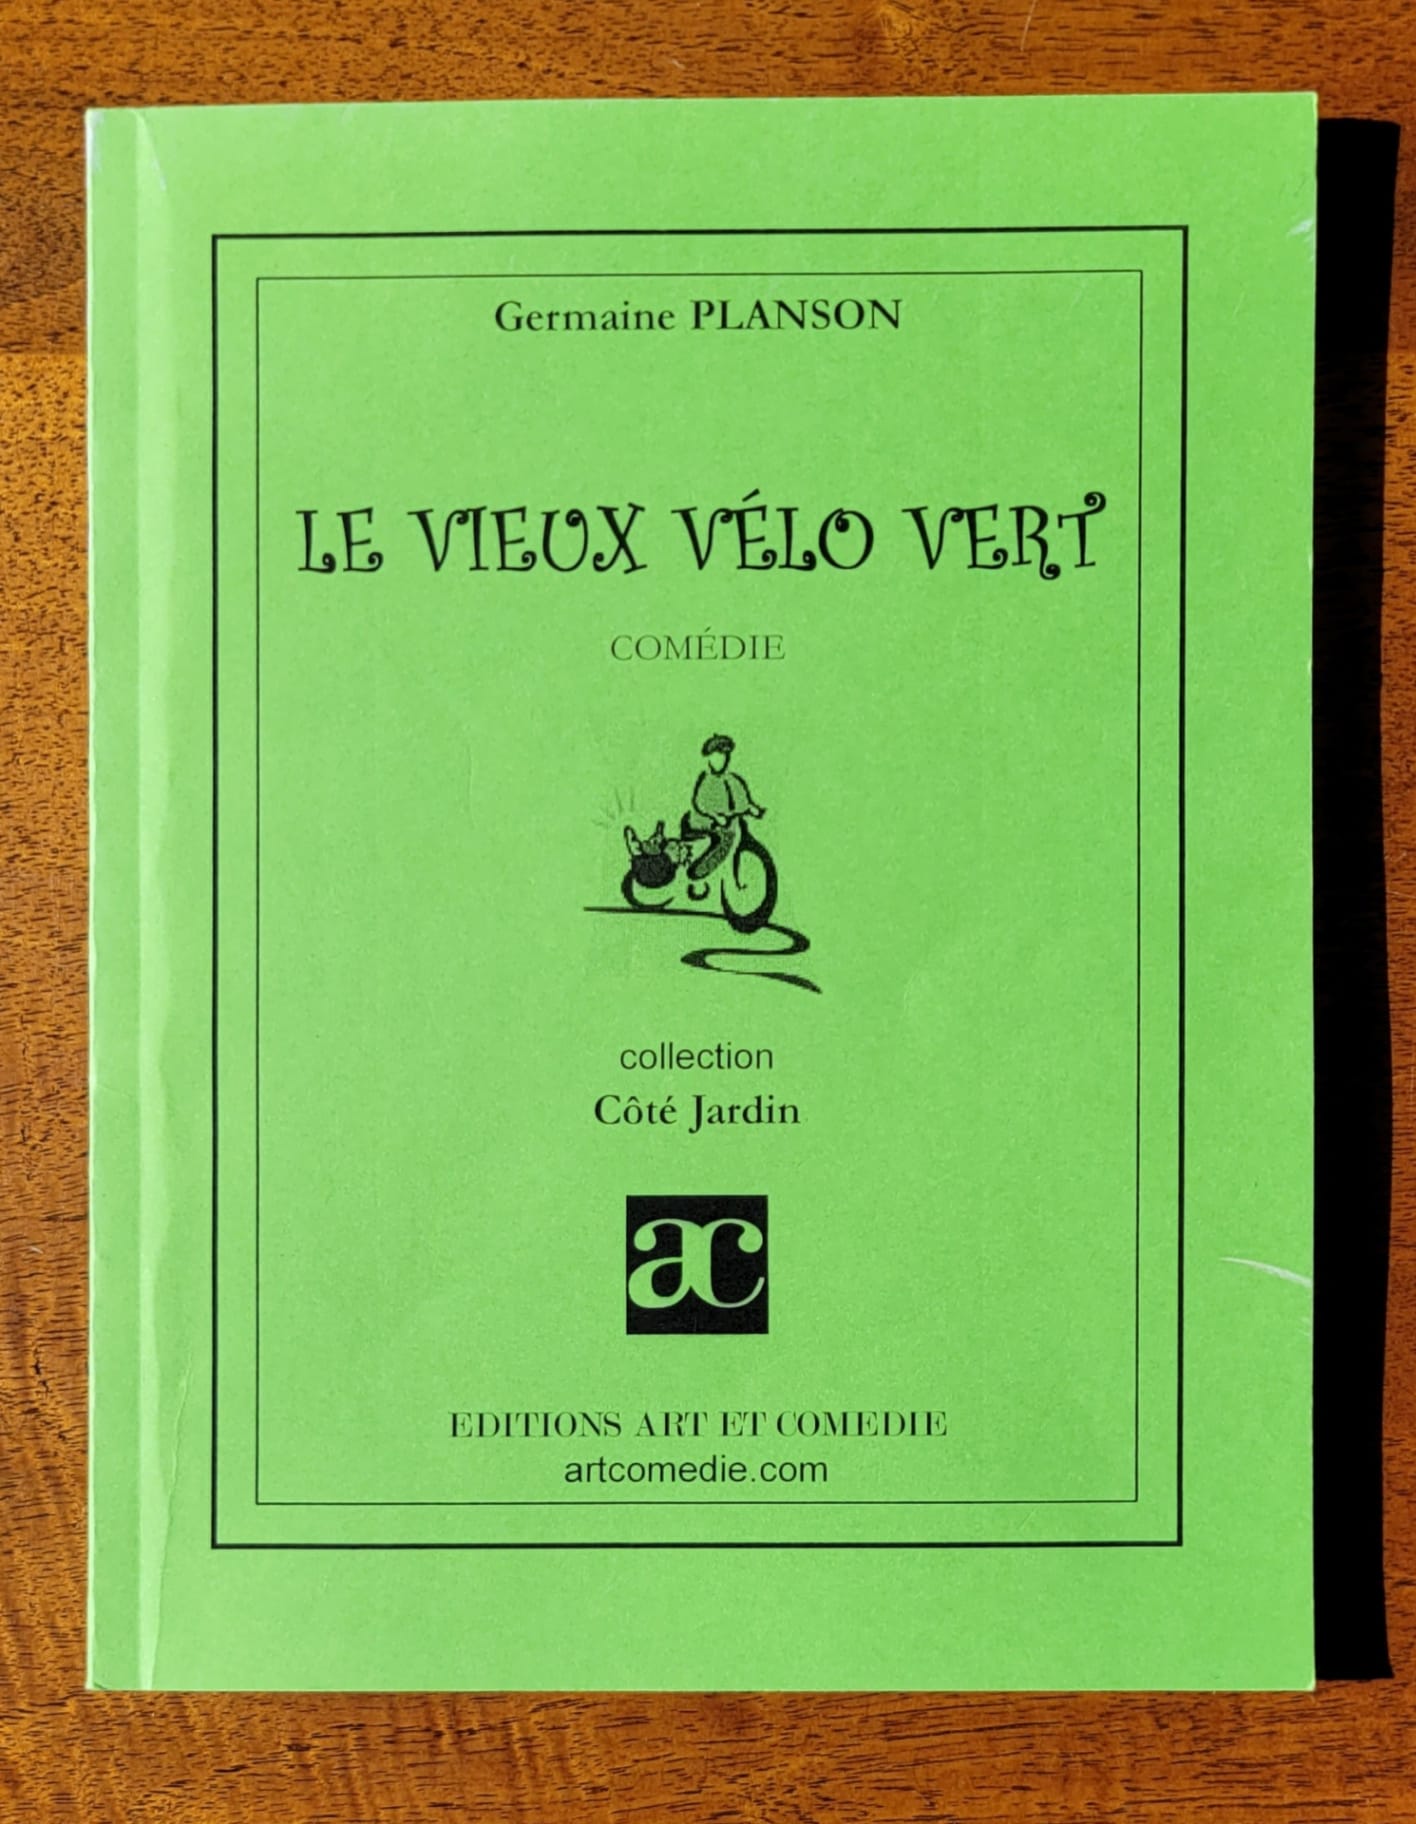 Germaine PLANSON
LE VIEUX VÉLO VERT
COMÉDIE
collection
Côté Jardin
ac
EDITIONS ART ET COMEDIE
artcomedie.com